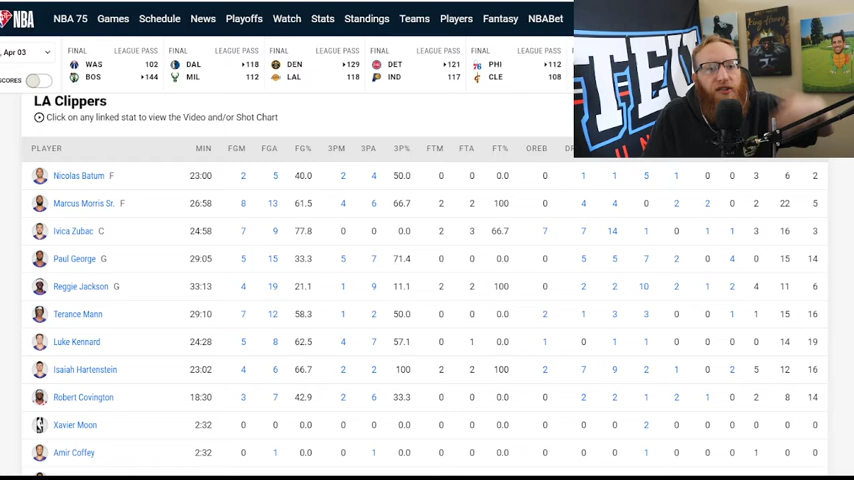 NBA
NBA 75 Games Schedule News Playoffs Watch Stats Standings Teams Players Fantasy NBABet
, Apr 03
SCORES
FINAL LEAGUE PASS
WAS 102
BOS 144
FINAL LEAGUE PASS
DAL 118
MIL 112
FINAL LEAGUE PASS
DEN 129
LAL 118
FINAL LEAGUE PASS
DET 121
IND 117
FINAL
PHI 112
CLE 108
LA Clippers
Click on any linked stat to view the Video and/or Shot Chart
PLAYER MIN FGM FGA FG% 3PM 3PA 3P% FTM FTA FT% OREB
Nicolas Batum F 23:00 2 5 40.0 2 4 50.0 0 0 0.0 0 1 1 5 1 0 0 3 6 2
Marcus Morris Sr. F 26:58 8 13 61.5 4 6 66.7 2 2 100 0 4 4 0 2 2 0 2 22 5
Ivica Zubac C 24:58 7 9 77.8 0 0 0.0 2 3 66.7 7 7 14 1 0 1 1 3 16 3
Paul George G 29:05 5 15 33.3 5 7 71.4 0 0 0.0 0 5 5 7 2 0 4 0 15 14
Reggie Jackson G 33:13 4 19 21.1 1 9 11.1 2 2 100 0 2 2 10 2 1 2 4 11 6
Terance Mann 29:10 7 12 58.3 1 2 50.0 0 0 0.0 2 1 3 3 0 0 1 1 15 16
Luke Kennard 24:28 5 8 62.5 4 7 57.1 0 1 0.0 1 0 1 1 0 0 0 0 14 19
Isaiah Hartenstein 23:02 4 6 66.7 2 2 100 2 2 100 2 7 9 2 1 0 2 5 12 16
Robert Covington 18:30 3 7 42.9 2 6 33.3 0 0 0.0 0 2 2 1 2 1 0 2 8 14
Xavier Moon 2:32 0 0 0.0 0 0 0.0 0 0 0.0 0 0 0 2 0 0 0 0 0 0
Amir Coffey 2:32 0 1 0.0 0 1 0.0 0 0 0.0 0 0 0 1 0 0 0 1 0 0